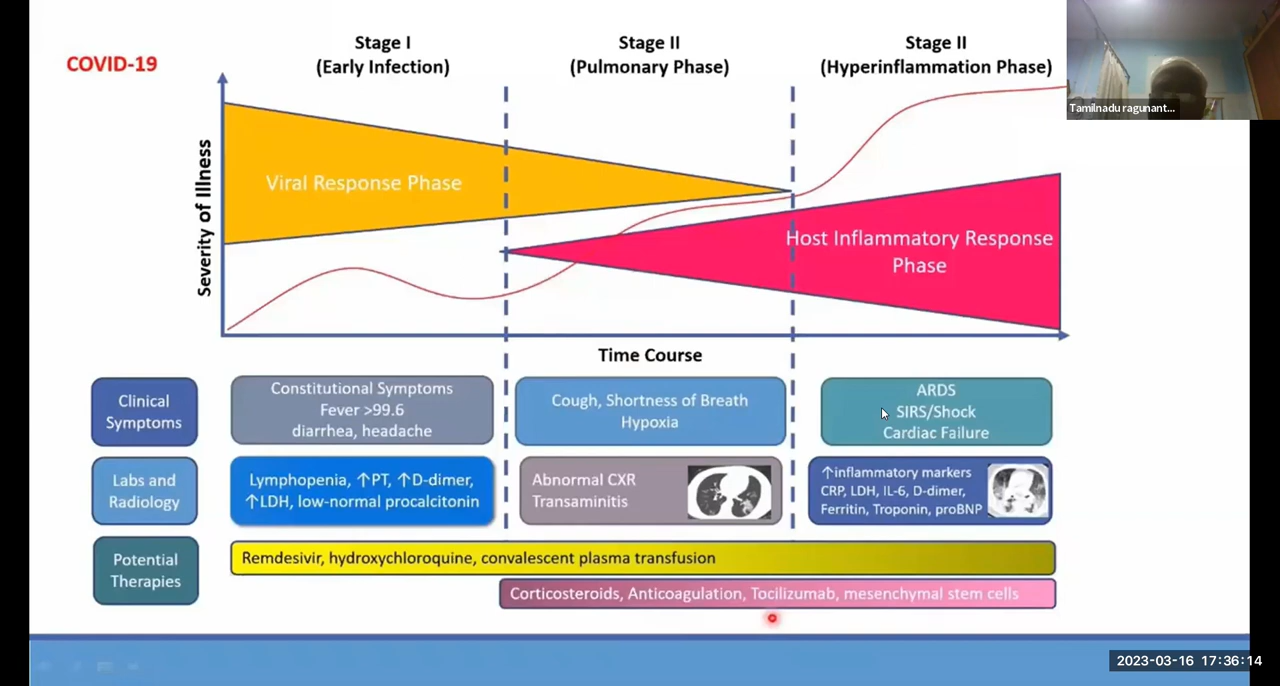 COVID-19
Stage I
(Early Infection)
Stage II
(Pulmonary Phase)
Stage II
(Hyperinflammation Phase)
Tamilnadu ragunant...
Severity of Illness
Viral Response Phase
Host Inflammatory Response
Phase
Time Course
Clinical
Symptoms
Constitutional Symptoms
Fever >99.6
diarrhea, headache
Cough, Shortness of Breath
Hypoxia
ARDS
SIRS/Shock
Cardiac Failure
Labs and
Radiology
Lymphopenia, ↑PT, ↑D-dimer,
↑LDH, low-normal procalcitonin
Abnormal CXR
Transaminitis
↑inflammatory markers
CRP, LDH, IL-6, D-dimer,
Ferritin, Troponin, proBNP
Potential
Therapies
Remdesivir, hydroxychloroquine, convalescent plasma transfusion
Corticosteroids, Anticoagulation, Tocilizumab, mesenchymal stem cells
2023-03-16 17:36:14